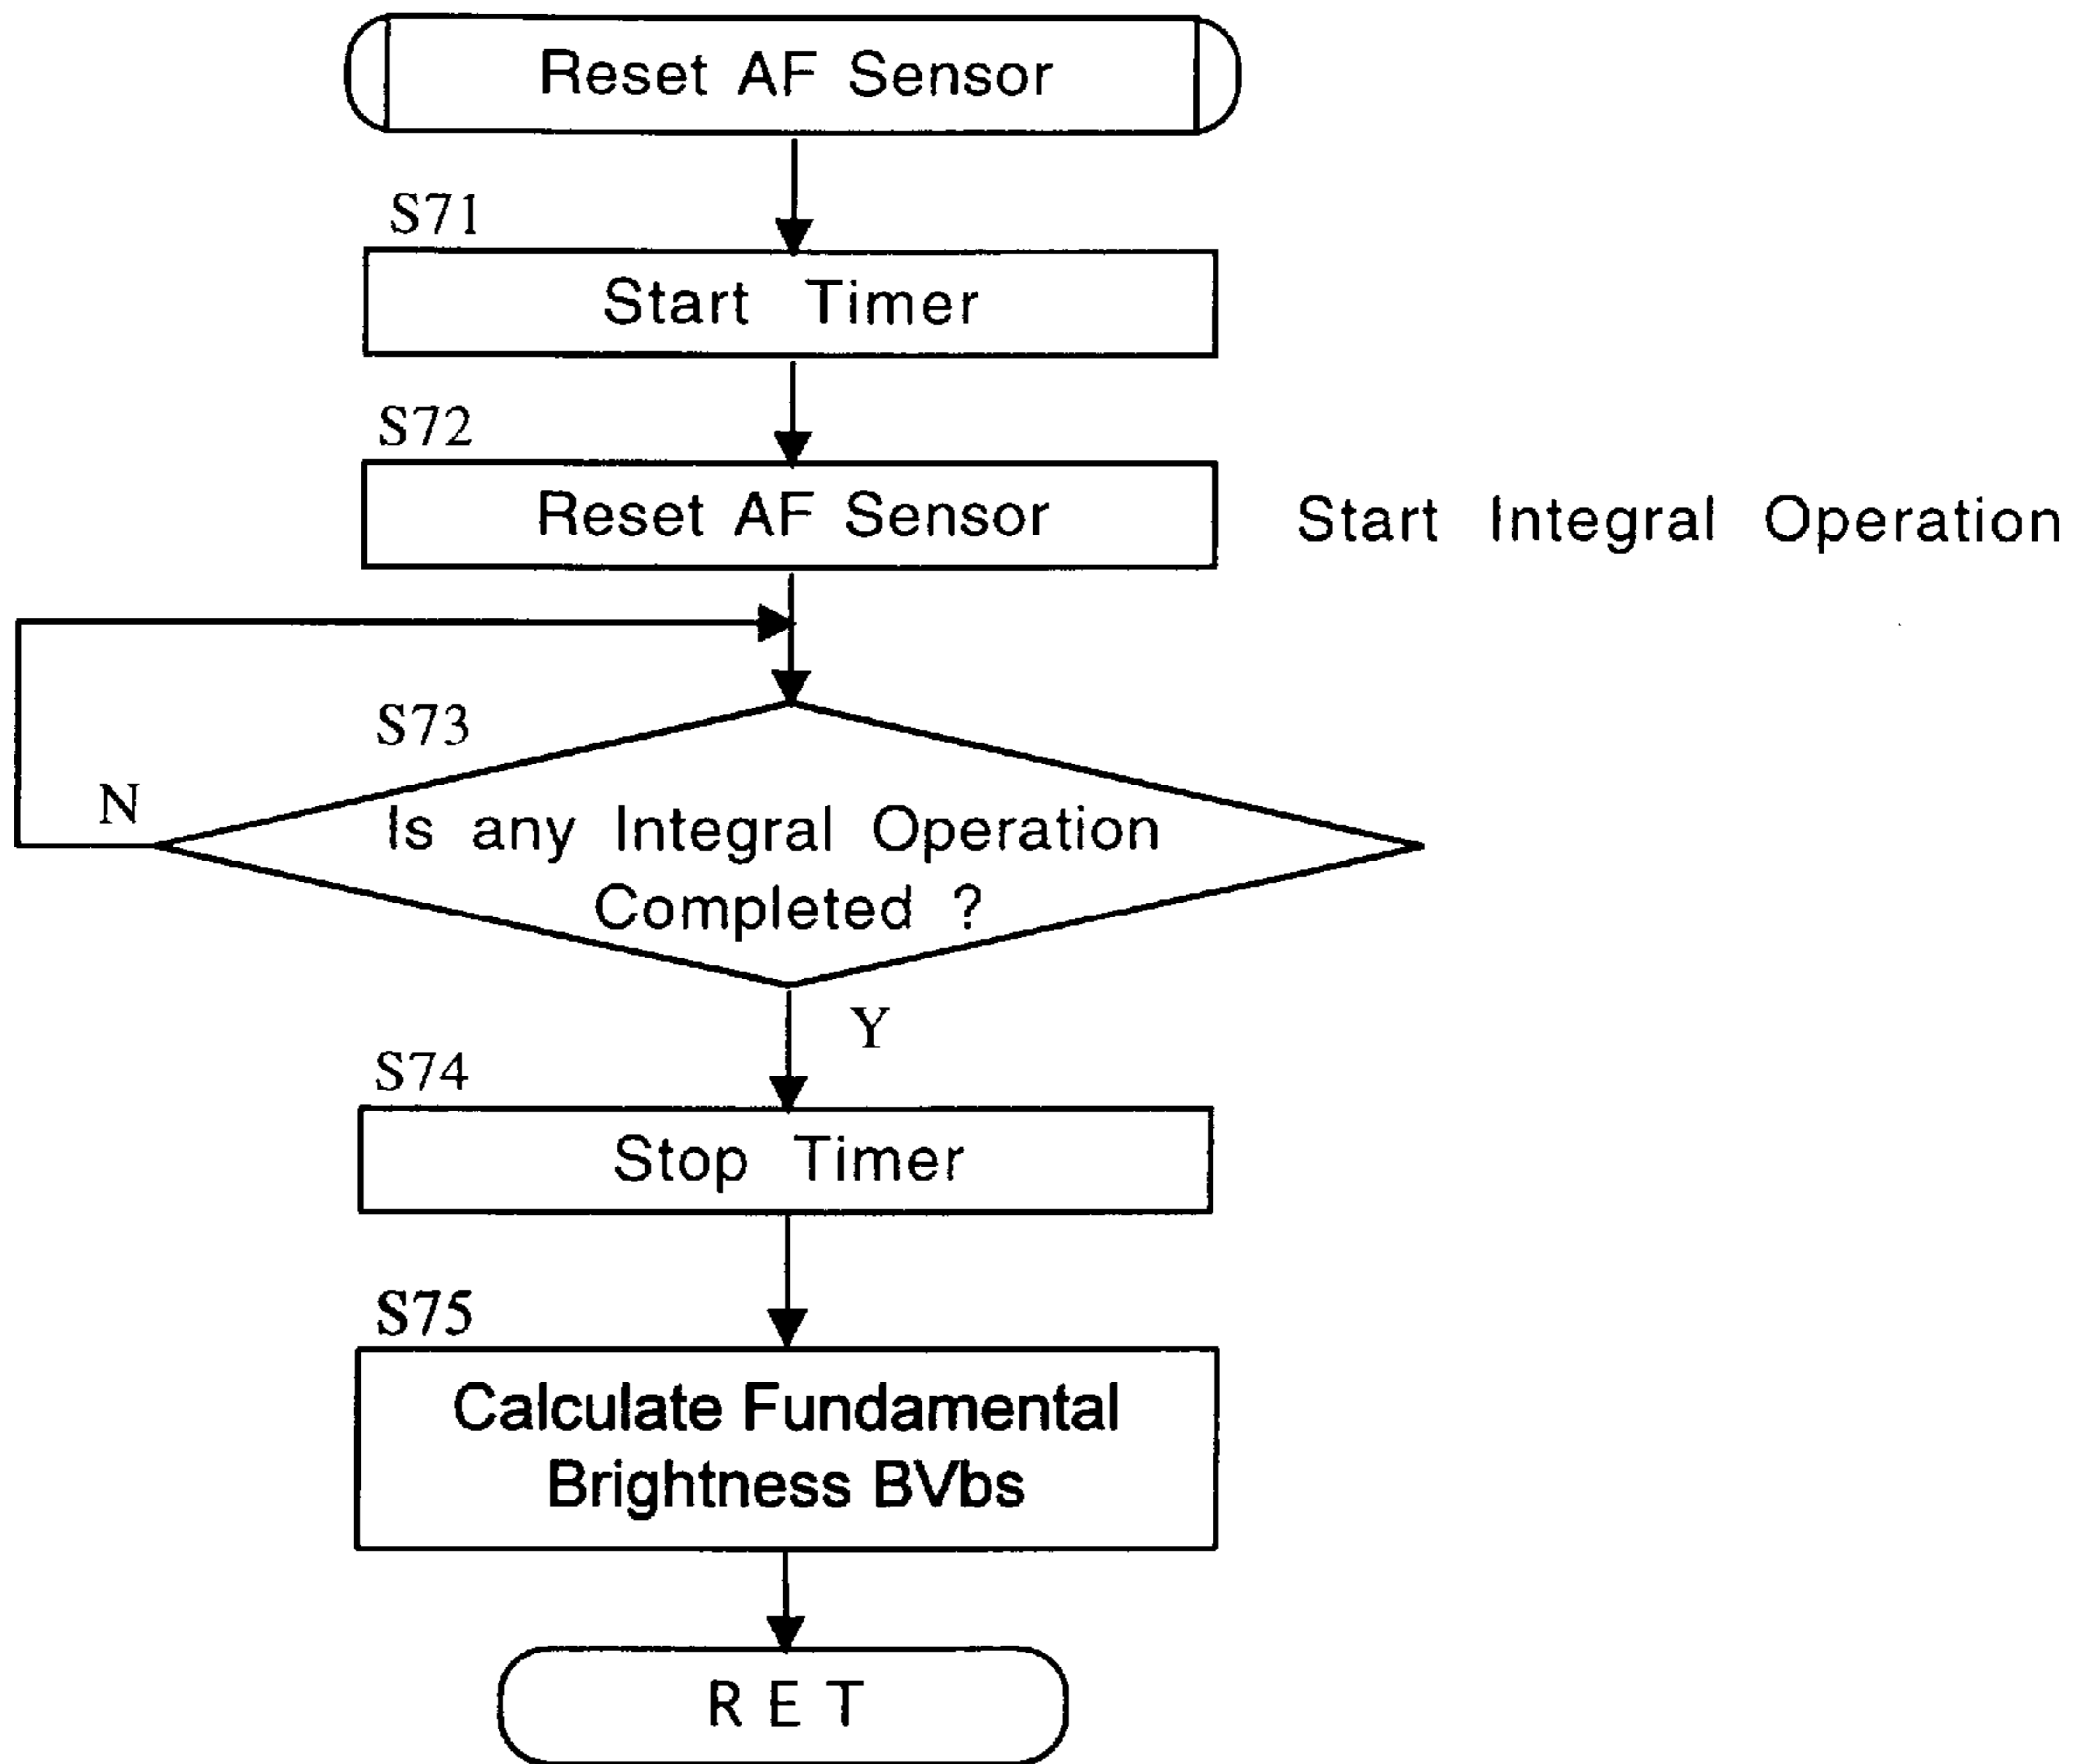 Reset AF Sensor
S71
Start Timer
S72
Reset AF Sensor
Start Integral Operation
S73
N
Is any Integral Operation
Completed ?
Y
S74
Stop Timer
S75
Calculate Fundamental
Brightness BVbs
RET